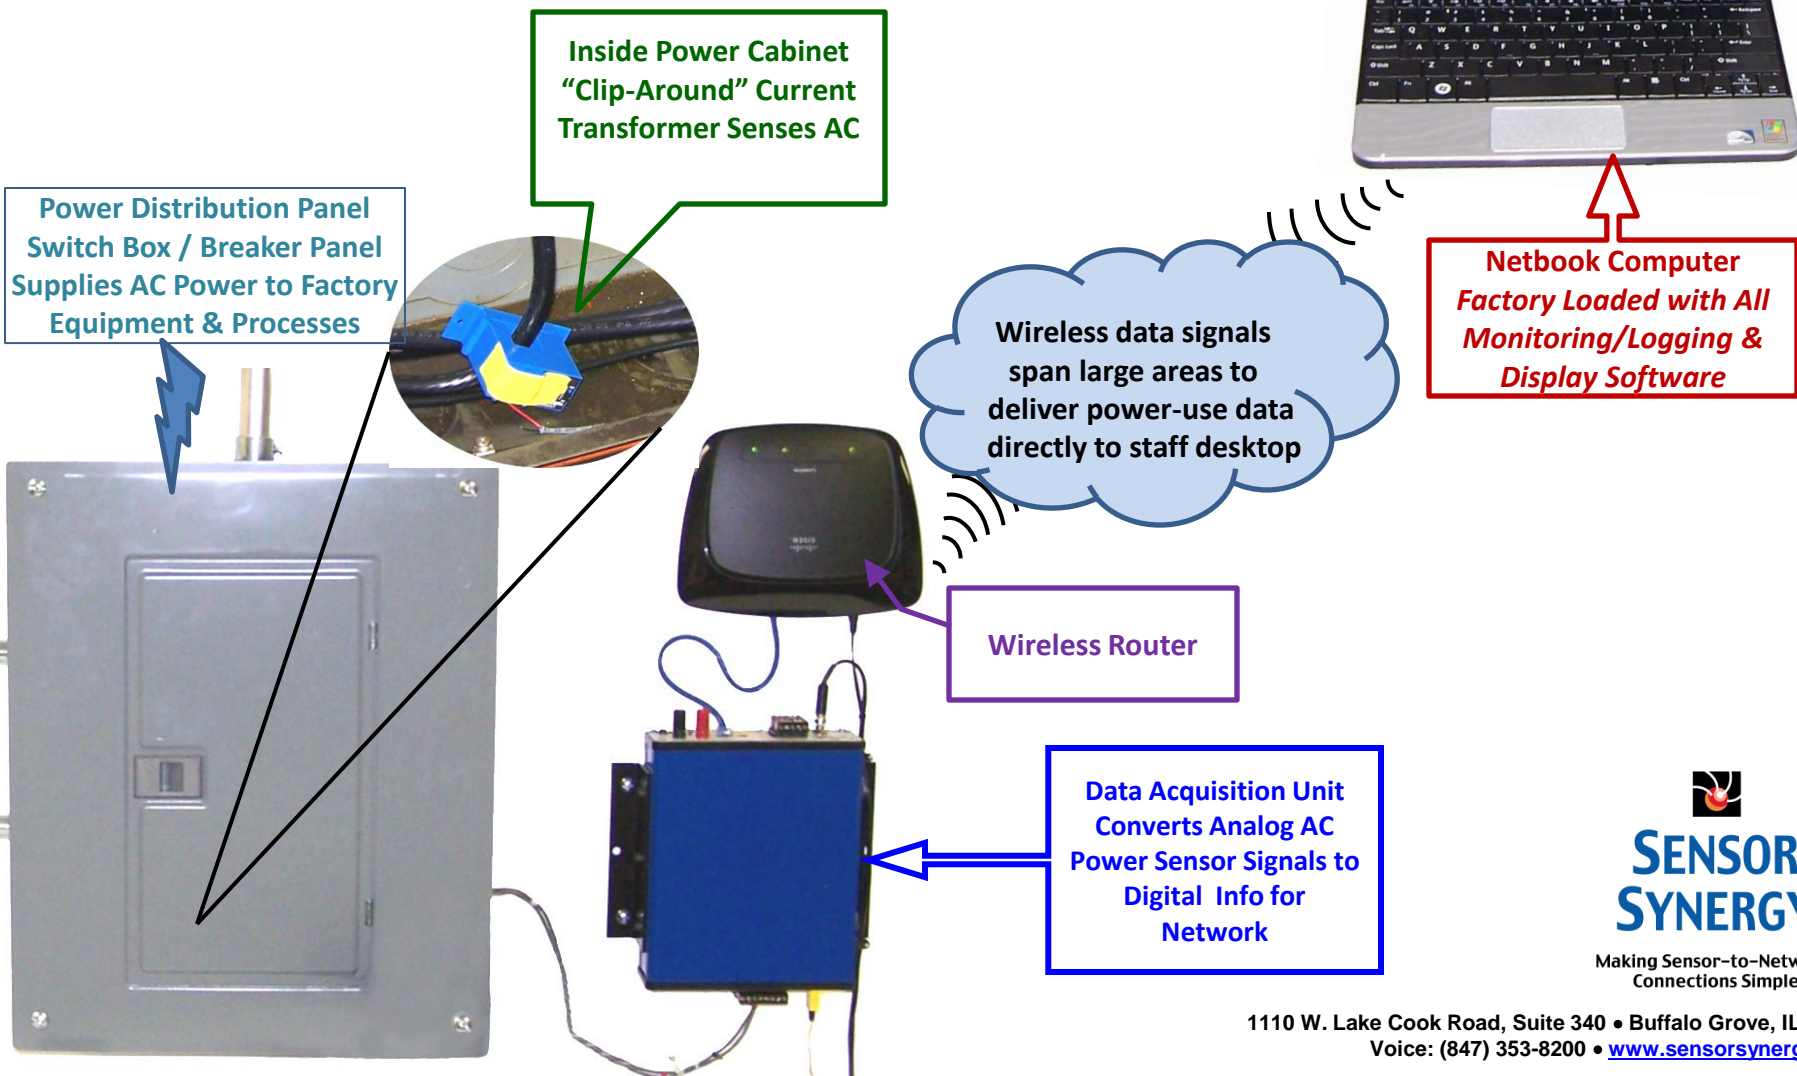 Inside Power Cabinet
“Clip-Around” Current
Transformer Senses AC
Power Distribution Panel
Switch Box / Breaker Panel
Supplies AC Power to Factory
Equipment & Processes
Wireless data signals
span large areas to
deliver power-use data
directly to staff desktop
Netbook Computer
Factory Loaded with All
Monitoring/Logging &
Display Software
Wireless Router
Data Acquisition Unit
Converts Analog AC
Power Sensor Signals to
Digital Info for
Network
CISCO
Q W E R T Y U I O P
A S D F G H J K L
Z X C V B N M
SENSOR
SYNERGY
Making Sensor-to-Netw
Connections Simple
1110 W. Lake Cook Road, Suite 340 ● Buffalo Grove, IL
Voice: (847) 353-8200 ● www.sensorsynerg